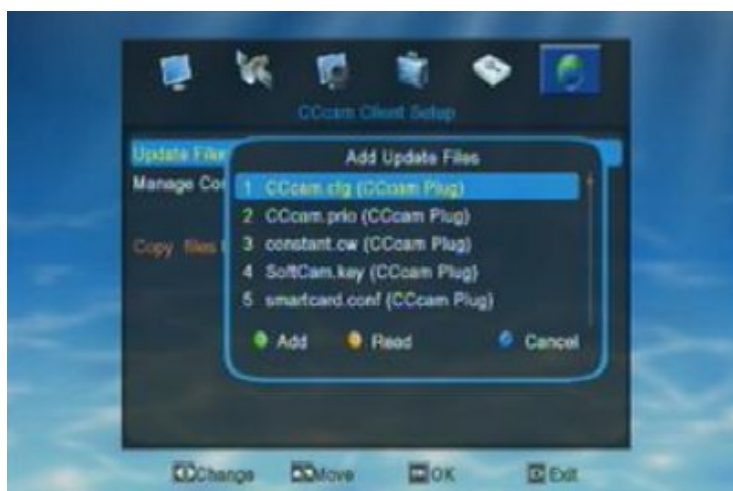 CCcam Client Setup
Update Files
Add Update Files
Manage Con
1 CCcam.cfg (CCcam Plug)
2 CCcam.prio (CCcam Plug)
3 constant.cw (CCcam Plug)
Copy files
4 SoftCam.key (CCcam Plug)
5 smartcard.conf (CCcam Plug)
Add Read Cancel
Change Move OK Exit